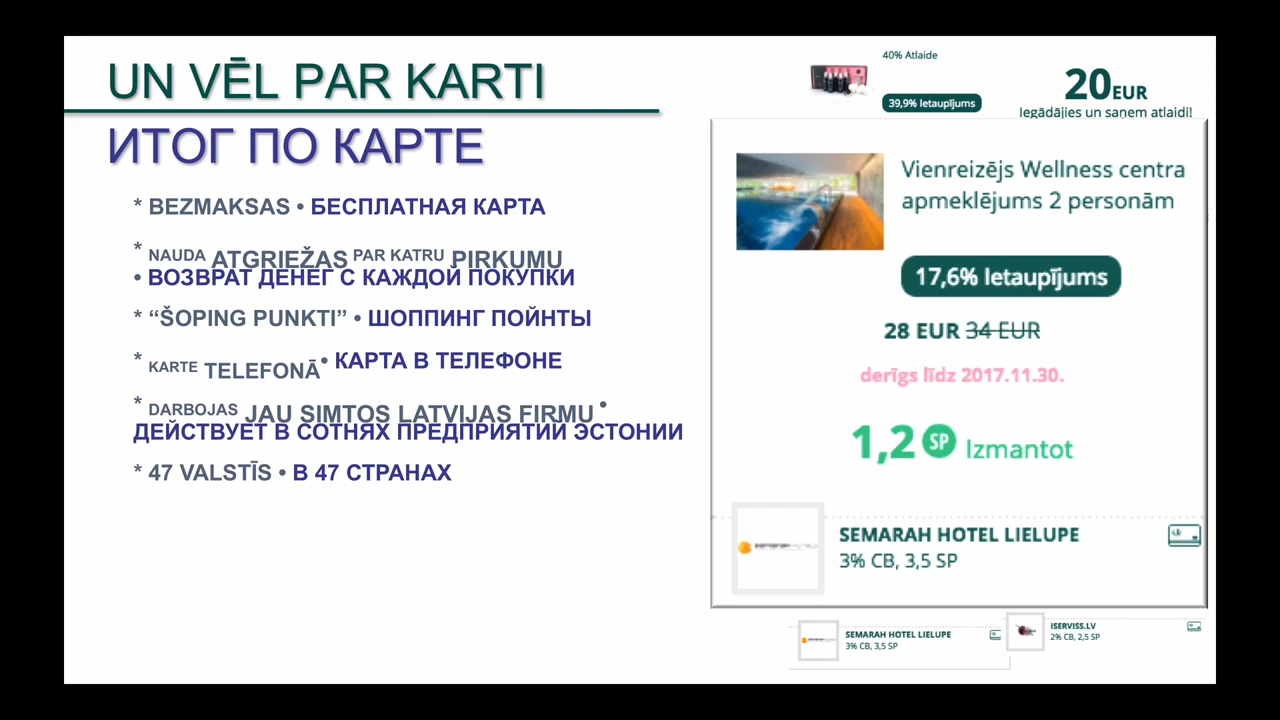 UN VĒL PAR KARTI
ИТОГ ПО КАРТЕ
* BEZMAKSAS • БЕСПЛАТНАЯ КАРТА
* NAUDA ATGRIEŽAS PAR KATRU PIRKUMU
• ВОЗВРАТ ДЕНЕГ С КАЖДОЙ ПОКУПКИ
* “ŠOPING PUNKTI” • ШОППИНГ ПОЙНТЫ
* KARTE TELEFONĀ • КАРТА В ТЕЛЕФОНЕ
* DARBOJAS JAU SIMTOS LATVIJAS FIRMU •
ДЕЙСТВУЕТ В СОТНЯХ ПРЕДПРИЯТИЙ ЭСТОНИИ
* 47 VALSTĪS • В 47 СТРАНАХ
40% Atlaide
39,9% Ietaupījums
20 EUR
Iegādājies un saņem atlaidi!
Vienreizējs Wellness centra
apmeklējums 2 personām
17,6% Ietaupījums
28 EUR 34 EUR
derīgs līdz 2017.11.30.
1,2 SP Izmantot
SEMARAH HOTEL LIELUPE
3% CB, 3,5 SP
SEMARAH HOTEL LIELUPE
3% CB, 3,5 SP
ISERVISS.LV
2% CB, 2,5 SP